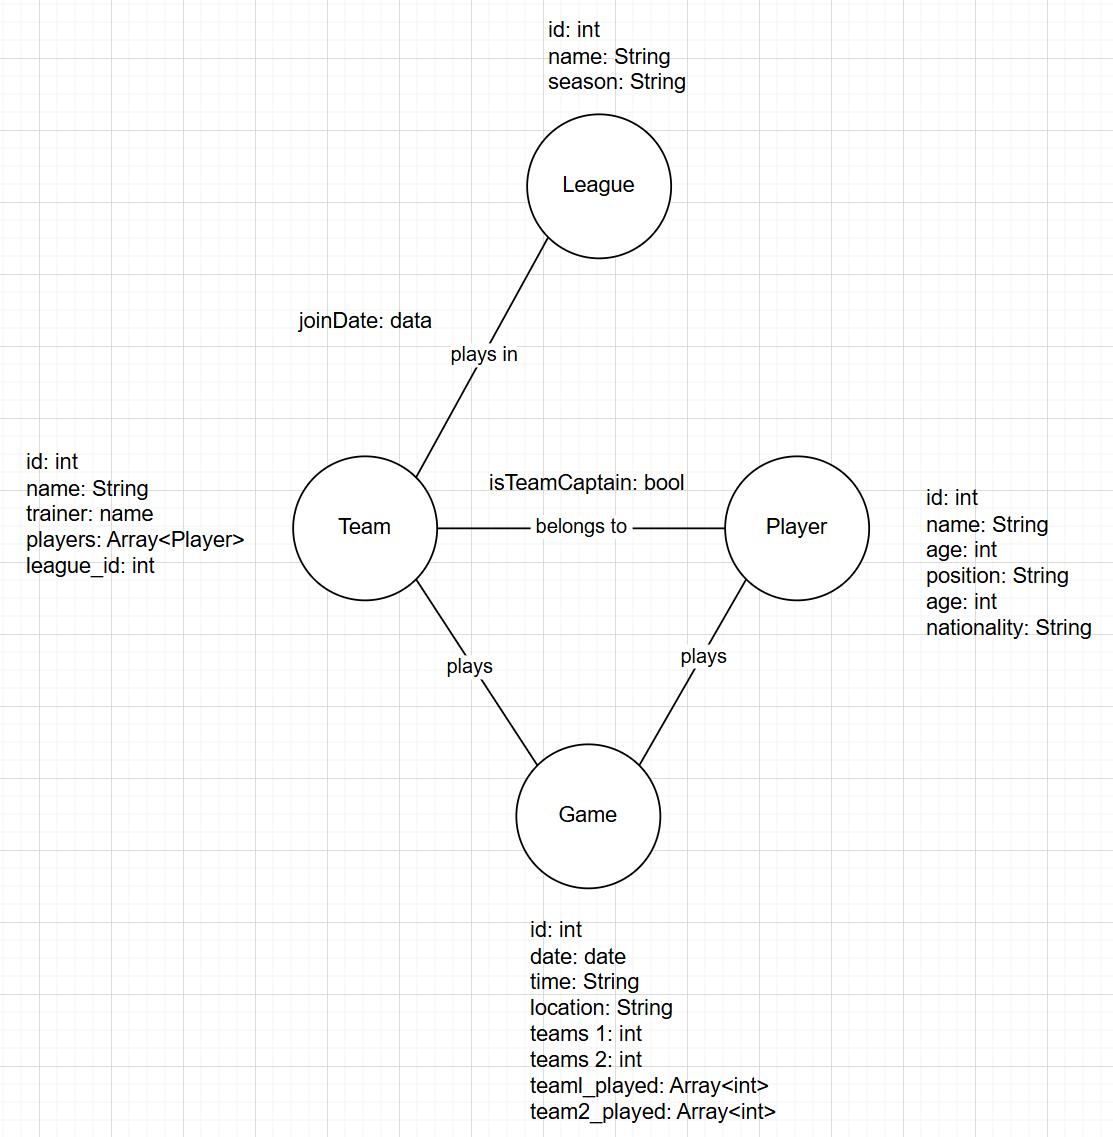 id: int
name: String
season: String
League
joinDate: data
plays in
id: int
name: String
trainer: name
players: Array<Player>
league_id: int
Team
isTeamCaptain: bool
belongs to
Player
id: int
name: String
age: int
position: String
age: int
nationality: String
plays
plays
Game
id: int
date: date
time: String
location: String
teams 1: int
teams 2: int
teaml_played: Array<int>
team2_played: Array<int>